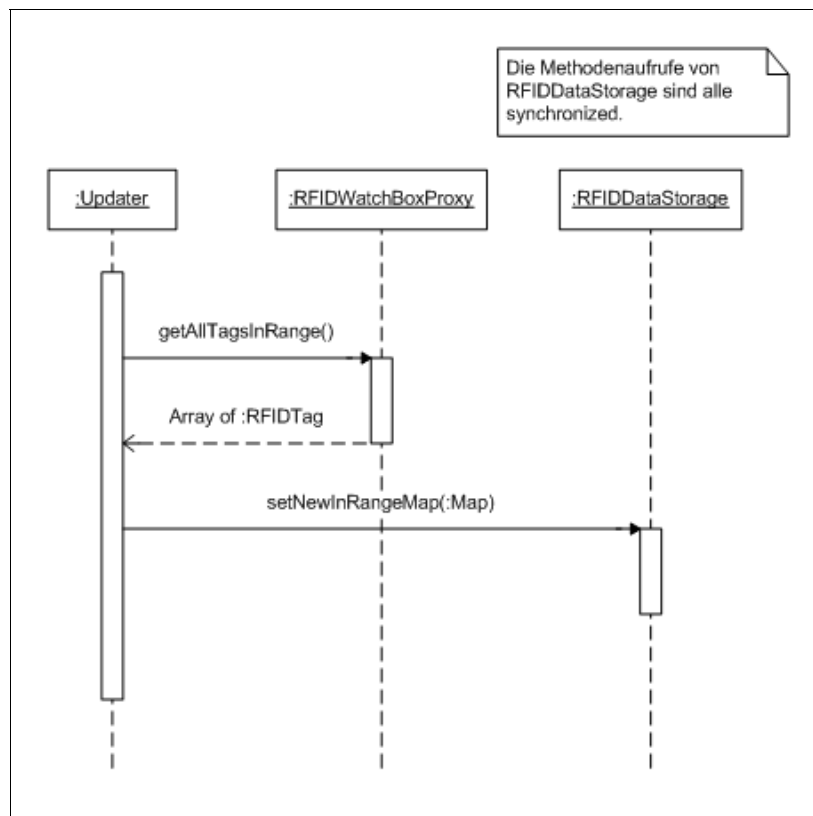 Die Methodenaufrufe von
RFIDDataStorage sind alle
synchronized.
:Updater
:RFIDWatchBoxProxy
:RFIDDataStorage
getAllTagsInRange()
Array of :RFIDTag
setNewInRangeMap(:Map)